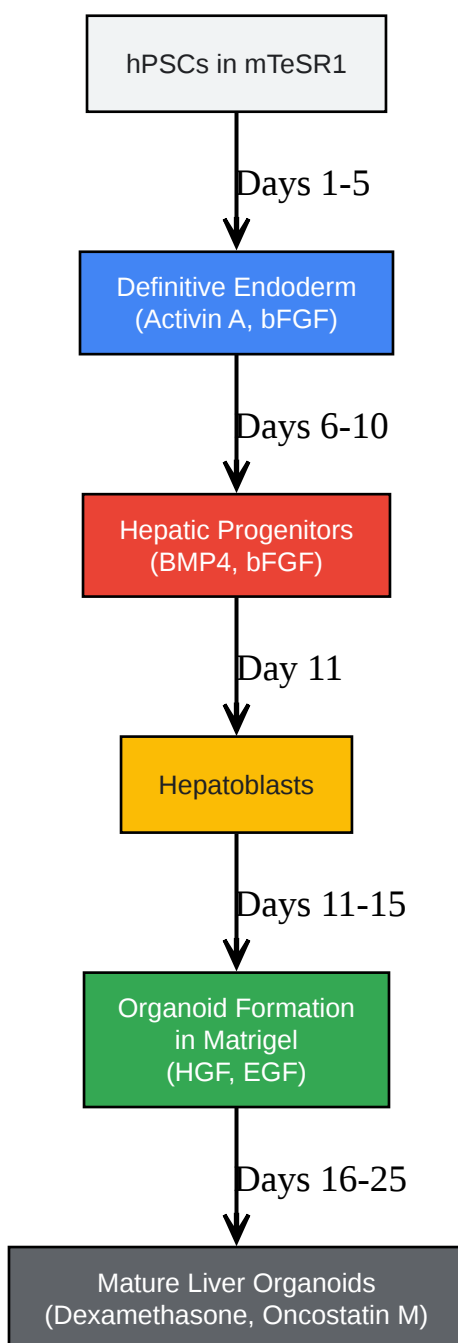 hPSCs in mTeSR1
Days 1-5
Definitive Endoderm
(Activin A, bFGF)
Days 6-10
Hepatic Progenitors
(BMP4, bFGF)
Day 11
Hepatoblasts
Days 11-15
Organoid Formation
in Matrigel
(HGF, EGF)
Days 16-25
Mature Liver Organoids
(Dexamethasone, Oncostatin M)